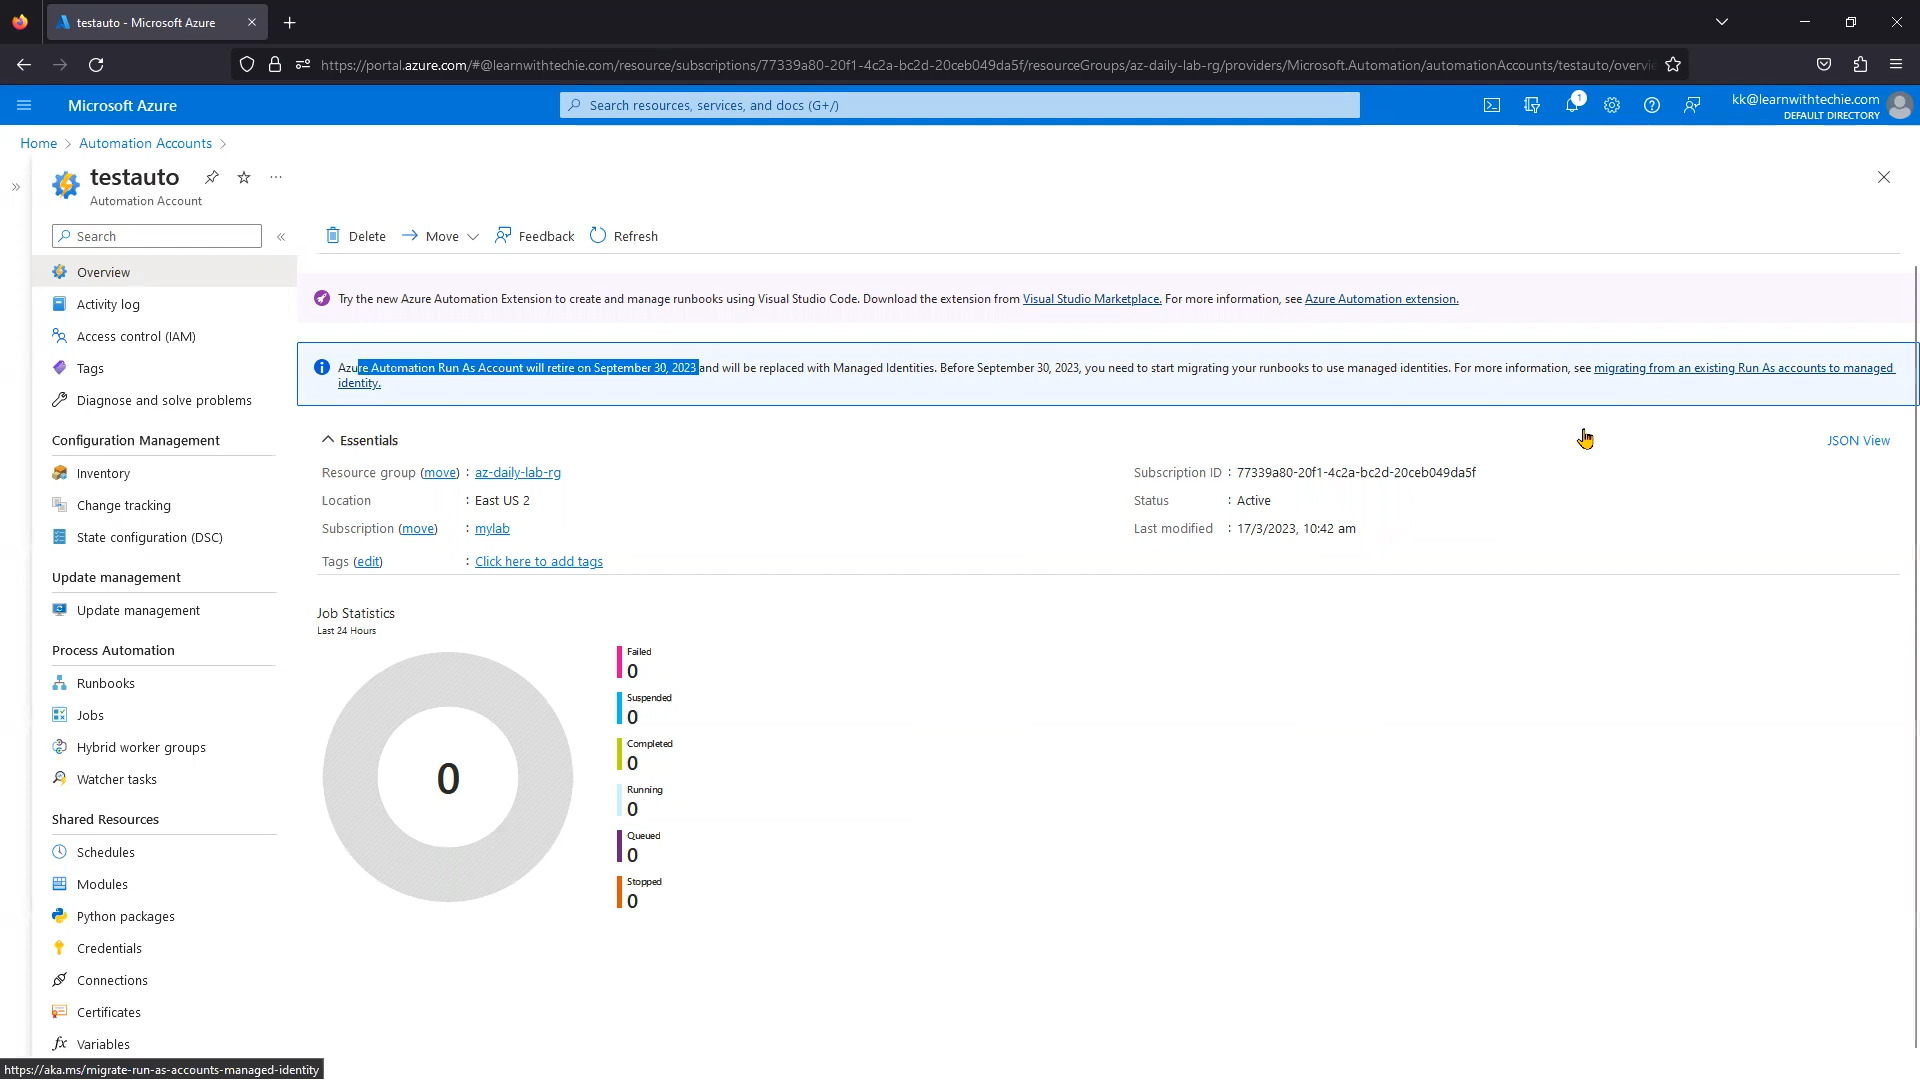 testauto - Microsoft Azure
https://portal.azure.com/#@learnwithtechie.com/resource/subscriptions/77339a80-20f1-4c2a-bc2d-20ceb049da5f/resourceGroups/az-daily-lab-rg/providers/Microsoft.Automation/automationAccounts/testauto/overvie
Microsoft Azure
Search resources, services, and docs (G+/)
1
kk@learnwithtechie.com
DEFAULT DIRECTORY
Home > Automation Accounts >
testauto
Automation Account
Search
Delete
Move
Feedback
Refresh
Overview
Activity log
Access control (IAM)
Tags
Diagnose and solve problems
Configuration Management
Inventory
Change tracking
State configuration (DSC)
Update management
Update management
Process Automation
Runbooks
Jobs
Hybrid worker groups
Watcher tasks
Shared Resources
Schedules
Modules
Python packages
Credentials
Connections
Certificates
Variables
Try the new Azure Automation Extension to create and manage runbooks using Visual Studio Code. Download the extension from Visual Studio Marketplace. For more information, see Azure Automation extension.
Azure Automation Run As Account will retire on September 30, 2023 and will be replaced with Managed Identities. Before September 30, 2023, you need to start migrating your runbooks to use managed identities. For more information, see migrating from an existing Run As accounts to managed
identity.
Essentials
JSON View
Resource group (move) : az-daily-lab-rg
Location : East US 2
Subscription (move) : mylab
Tags (edit) : Click here to add tags
Subscription ID : 77339a80-20f1-4c2a-bc2d-20ceb049da5f
Status : Active
Last modified : 17/3/2023, 10:42 am
Job Statistics
Last 24 Hours
0
Failed
0
Suspended
0
Completed
0
Running
0
Queued
0
Stopped
0
https://aka.ms/migrate-run-as-accounts-managed-identity